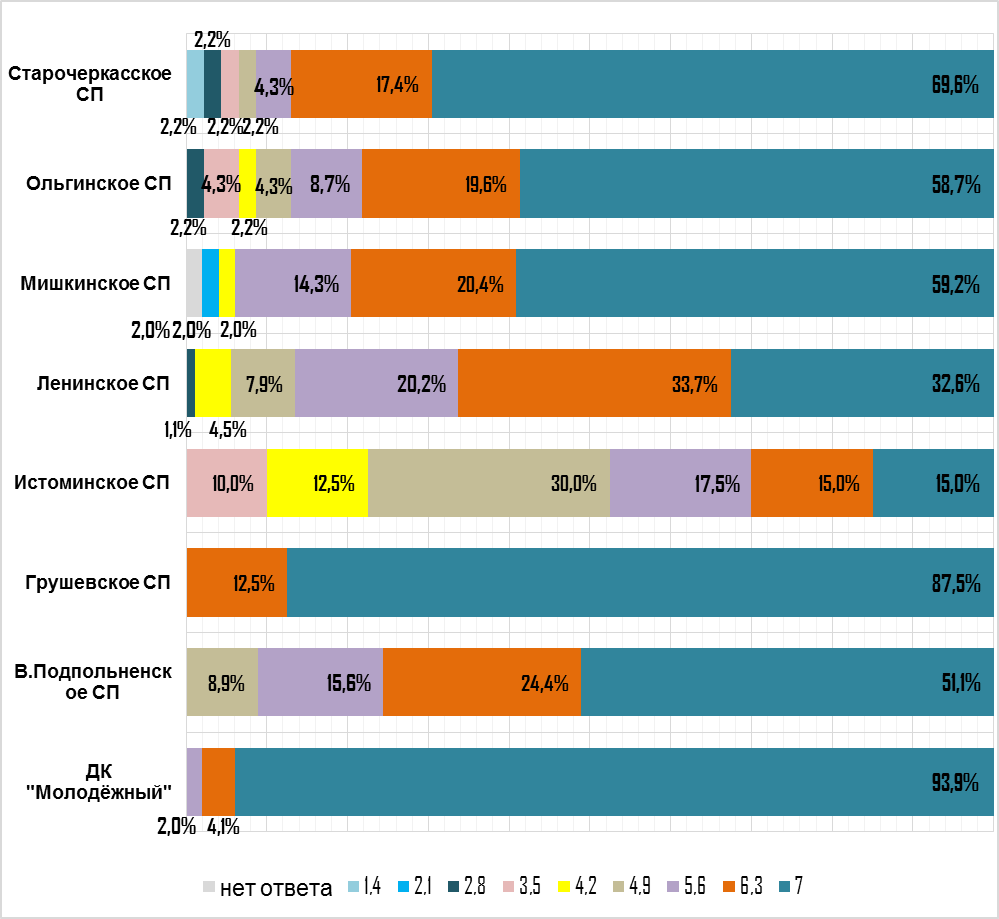 2,2%
Старочеркасское
СП
4,3% 17,4% 69,6%
2,2% 2,2% 2,2%
Ольгинское СП 4,3% 4,3% 8,7% 19,6% 58,7%
2,2% 2,2%
Мишкинское СП 14,3% 20,4% 59,2%
2,0% 2,0% 2,0%
Ленинское СП 7,9% 20,2% 33,7% 32,6%
1,1% 4,5%
Истоминское СП 10,0% 12,5% 30,0% 17,5% 15,0% 15,0%
Грушевское СП 12,5% 87,5%
В.Подпольненск
ое СП
8,9% 15,6% 24,4% 51,1%
ДК
"Молодёжный"
93,9%
2,0% 4,1%
нет ответа 1,4 2,1 2,8 3,5 4,2 4,9 5,6 6,3 7